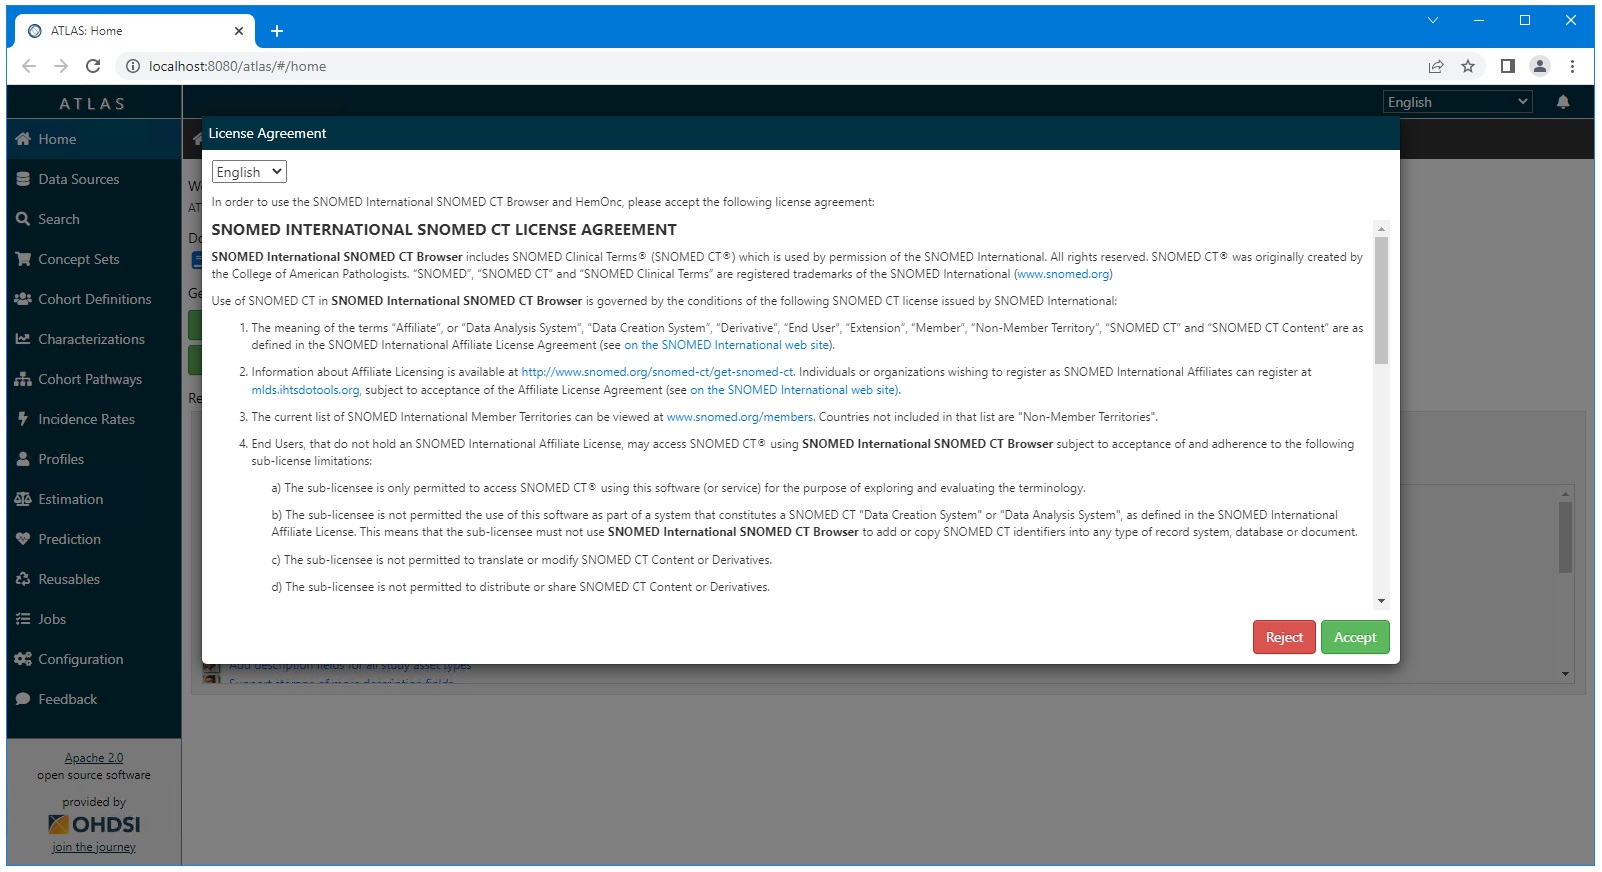 ATLAS: Home
localhost:8080/atlas/#/home
ATLAS
English
Home
Data Sources
Search
Concept Sets
Cohort Definitions
Characterizations
Cohort Pathways
Incidence Rates
Profiles
Estimation
Prediction
Reusables
Jobs
Configuration
Feedback
Apache 2.0
open source software
provided by
OHDSI
join the journey
License Agreement
English
In order to use the SNOMED International SNOMED CT Browser and HemOnc, please accept the following license agreement:
SNOMED INTERNATIONAL SNOMED CT LICENSE AGREEMENT
SNOMED International SNOMED CT Browser includes SNOMED Clinical Terms® (SNOMED CT®) which is used by permission of the SNOMED International. All rights reserved. SNOMED CT® was originally created by
the College of American Pathologists. “SNOMED”, “SNOMED CT” and “SNOMED Clinical Terms” are registered trademarks of the SNOMED International (www.snomed.org)
Use of SNOMED CT in SNOMED International SNOMED CT Browser is governed by the conditions of the following SNOMED CT license issued by SNOMED International:
1. The meaning of the terms “Affiliate”, or “Data Analysis System”, “Data Creation System”, “Derivative”, “End User”, “Extension”, “Member”, “Non-Member Territory”, “SNOMED CT” and “SNOMED CT Content” are as
defined in the SNOMED International Affiliate License Agreement (see on the SNOMED International web site).
2. Information about Affiliate Licensing is available at http://www.snomed.org/snomed-ct/get-snomed-ct. Individuals or organizations wishing to register as SNOMED International Affiliates can register at
mlds.ihtsdotools.org, subject to acceptance of the Affiliate License Agreement (see on the SNOMED International web site).
3. The current list of SNOMED International Member Territories can be viewed at www.snomed.org/members. Countries not included in that list are "Non-Member Territories".
4. End Users, that do not hold an SNOMED International Affiliate License, may access SNOMED CT® using SNOMED International SNOMED CT Browser subject to acceptance of and adherence to the following
sub-license limitations:
a) The sub-licensee is only permitted to access SNOMED CT® using this software (or service) for the purpose of exploring and evaluating the terminology.
b) The sub-licensee is not permitted the use of this software as part of a system that constitutes a SNOMED CT "Data Creation System" or "Data Analysis System", as defined in the SNOMED International
Affiliate License. This means that the sub-licensee must not use SNOMED International SNOMED CT Browser to add or copy SNOMED CT identifiers into any type of record system, database or document.
c) The sub-licensee is not permitted to translate or modify SNOMED CT Content or Derivatives.
d) The sub-licensee is not permitted to distribute or share SNOMED CT Content or Derivatives.
Reject
Accept
Add description fields for all study asset types
Support storage of more description fields